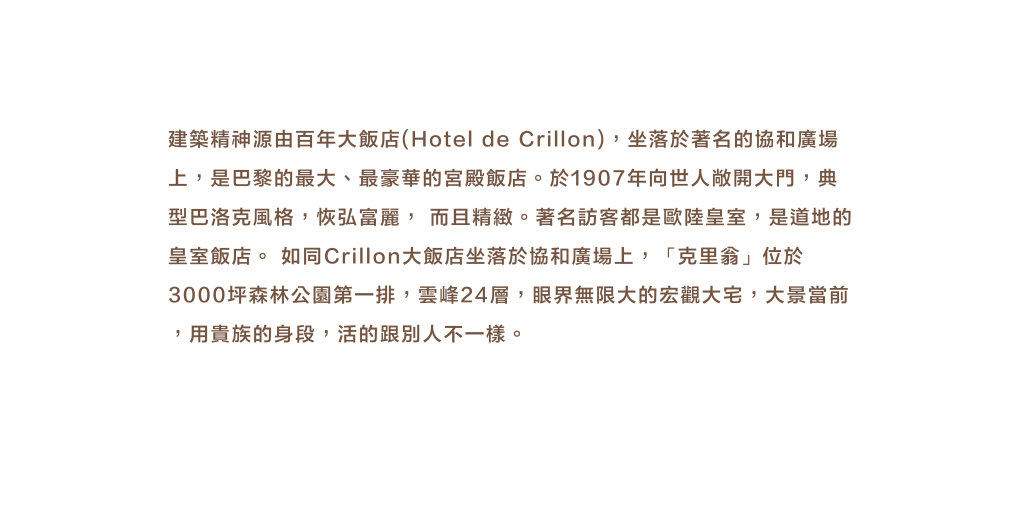 建築精神源由百年大飯店(Hotel de Crillon)，坐落於著名的協和廣場
上，是巴黎的最大、最豪華的宮殿飯店。於1907年向世人敞開大門，典
型巴洛克風格，恢弘富麗， 而且精緻。著名訪客都是歐陸皇室，是道地的
皇室飯店。 如同Crillon大飯店坐落於協和廣場上，「克里翁」位於
3000坪森林公園第一排，雲峰24層，眼界無限大的宏觀大宅，大景當前
，用貴族的身段，活的跟別人不一樣。